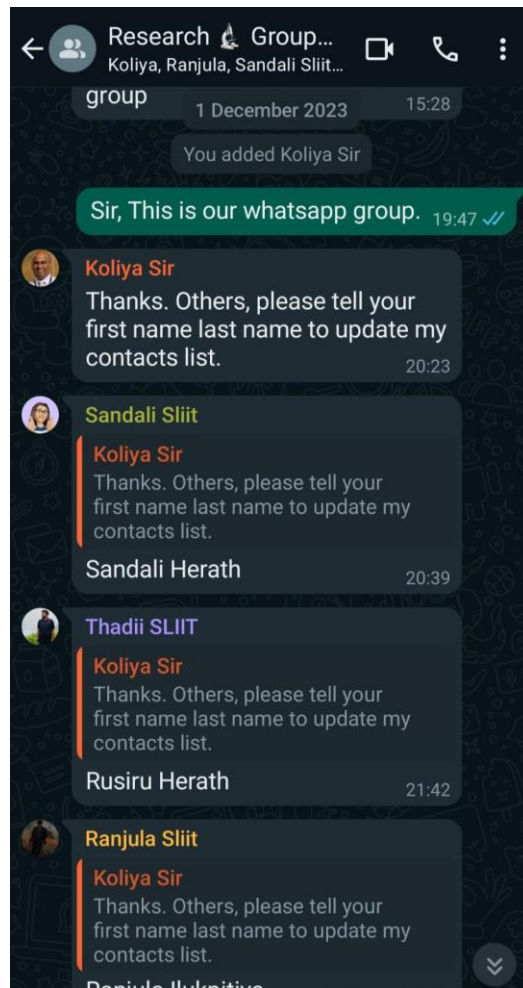 Research 🔬 Group...
Koliya, Ranjula, Sandali Sliit...
group 15:28
1 December 2023
You added Koliya Sir
Sir, This is our whatsapp group. 19:47
Koliya Sir
Thanks. Others, please tell your
first name last name to update my
contacts list. 20:23
Sandali Sliit
Koliya Sir
Thanks. Others, please tell your
first name last name to update my
contacts list.
Sandali Herath 20:39
Thadii SLIIT
Koliya Sir
Thanks. Others, please tell your
first name last name to update my
contacts list.
Rusiru Herath 21:42
Ranjula Sliit
Koliya Sir
Thanks. Others, please tell your
first name last name to update my
contacts list.